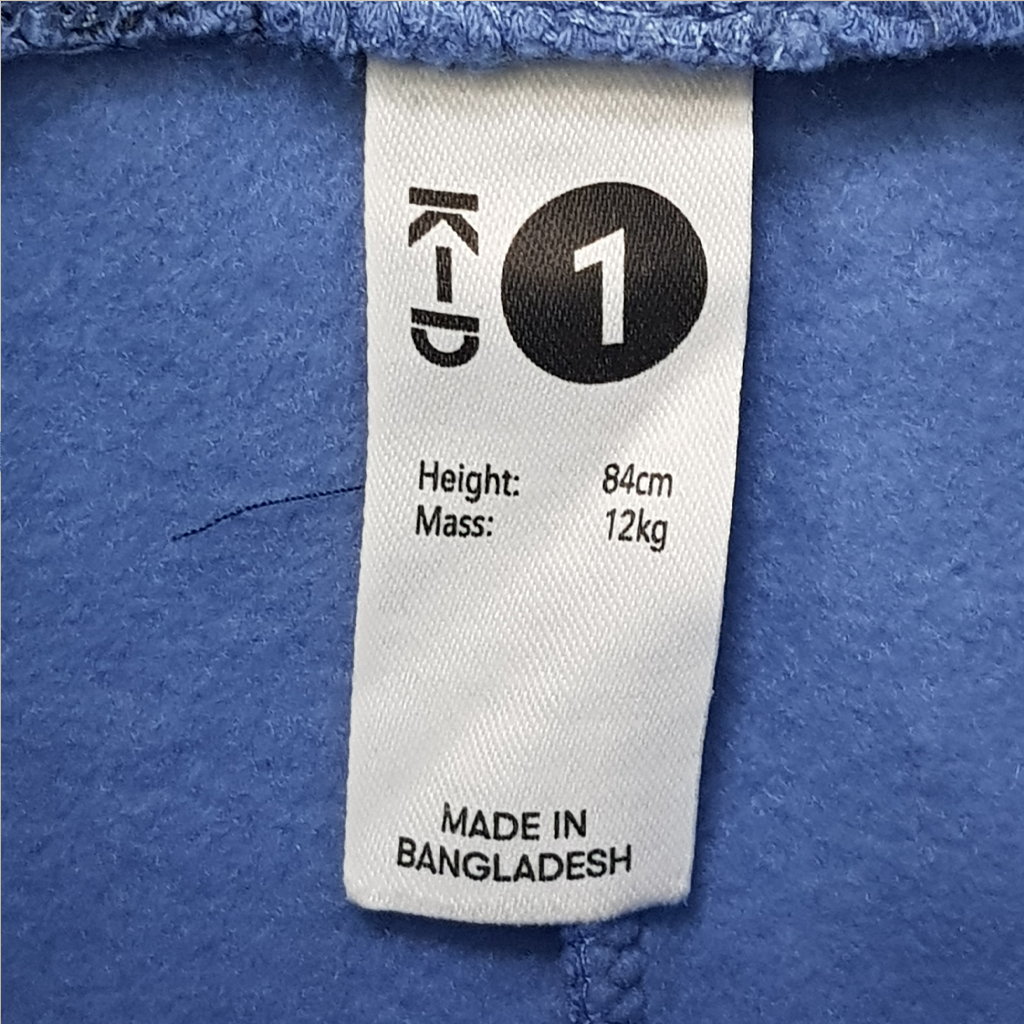 K-D
1
Height: 84cm
Mass: 12kg
MADE IN
BANGLADESH